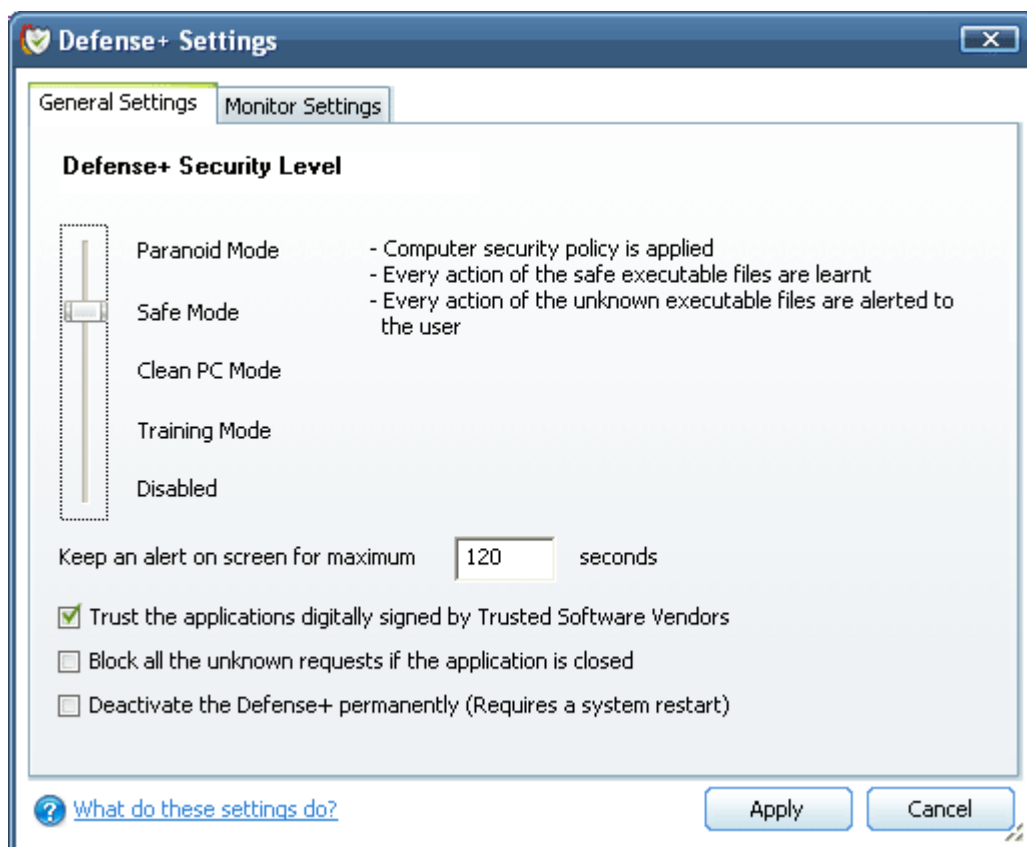 Defense+ Settings
General Settings
Monitor Settings
Defense+ Security Level
Paranoid Mode
Safe Mode
Clean PC Mode
Training Mode
Disabled
- Computer security policy is applied
- Every action of the safe executable files are learnt
- Every action of the unknown executable files are alerted to
the user
Keep an alert on screen for maximum 120 seconds
Trust the applications digitally signed by Trusted Software Vendors
Block all the unknown requests if the application is closed
Deactivate the Defense+ permanently (Requires a system restart)
What do these settings do?
Apply
Cancel